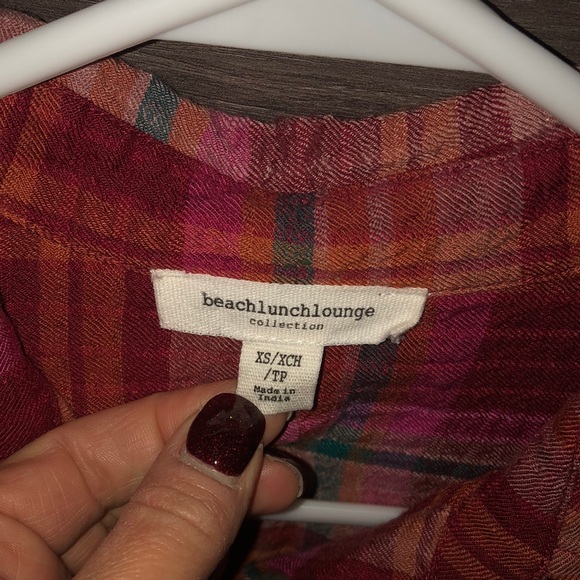 beachlunchlounge
collection
XS/XCH
/TP
Made in
India